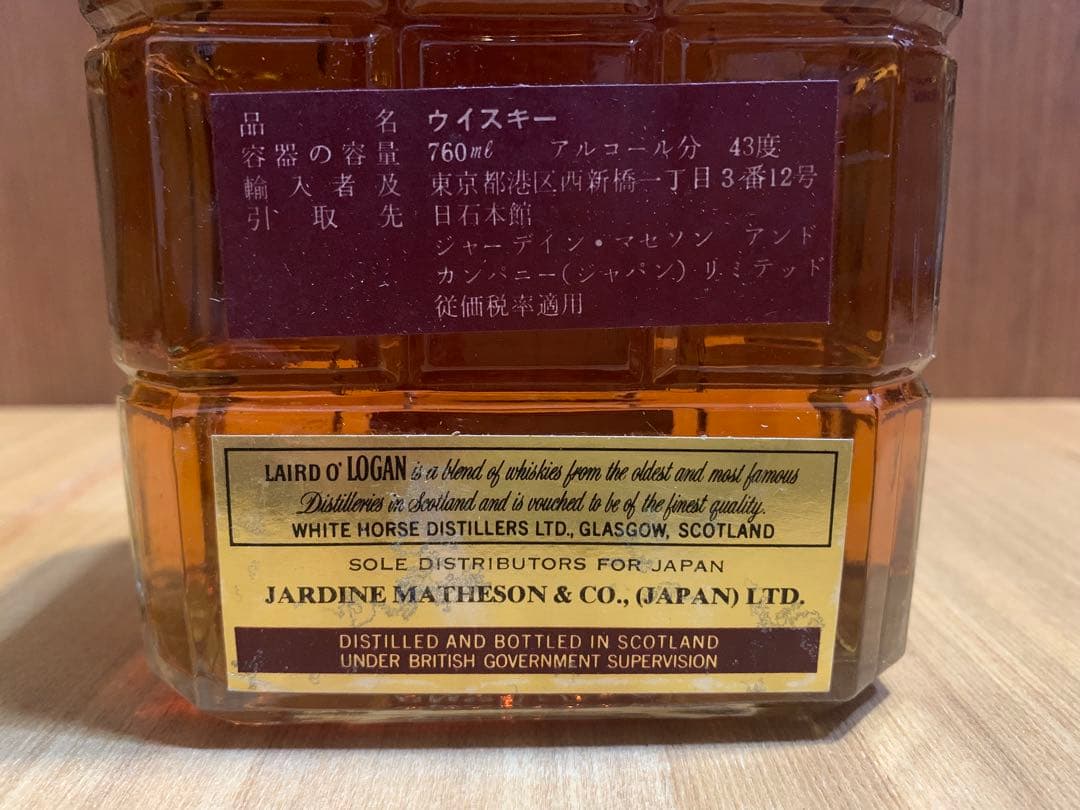 品名 ウイスキー
容器の容量 760ml アルコール分 43度
輸入者及 東京都港区西新橋一丁目3番12号
引取先 日石本館
ジャーデイン・マセソン アンド
カンパニー(ジャパン)リミテッド
従価税率適用
LAIRD O' LOGAN is a blend of whiskies from the oldest and most famous
Distilleries in Scotland and is vouched to be of the finest quality.
WHITE HORSE DISTILLERS LTD., GLASGOW, SCOTLAND
SOLE DISTRIBUTORS FOR JAPAN
JARDINE MATHESON & CO., (JAPAN) LTD.
DISTILLED AND BOTTLED IN SCOTLAND
UNDER BRITISH GOVERNMENT SUPERVISION